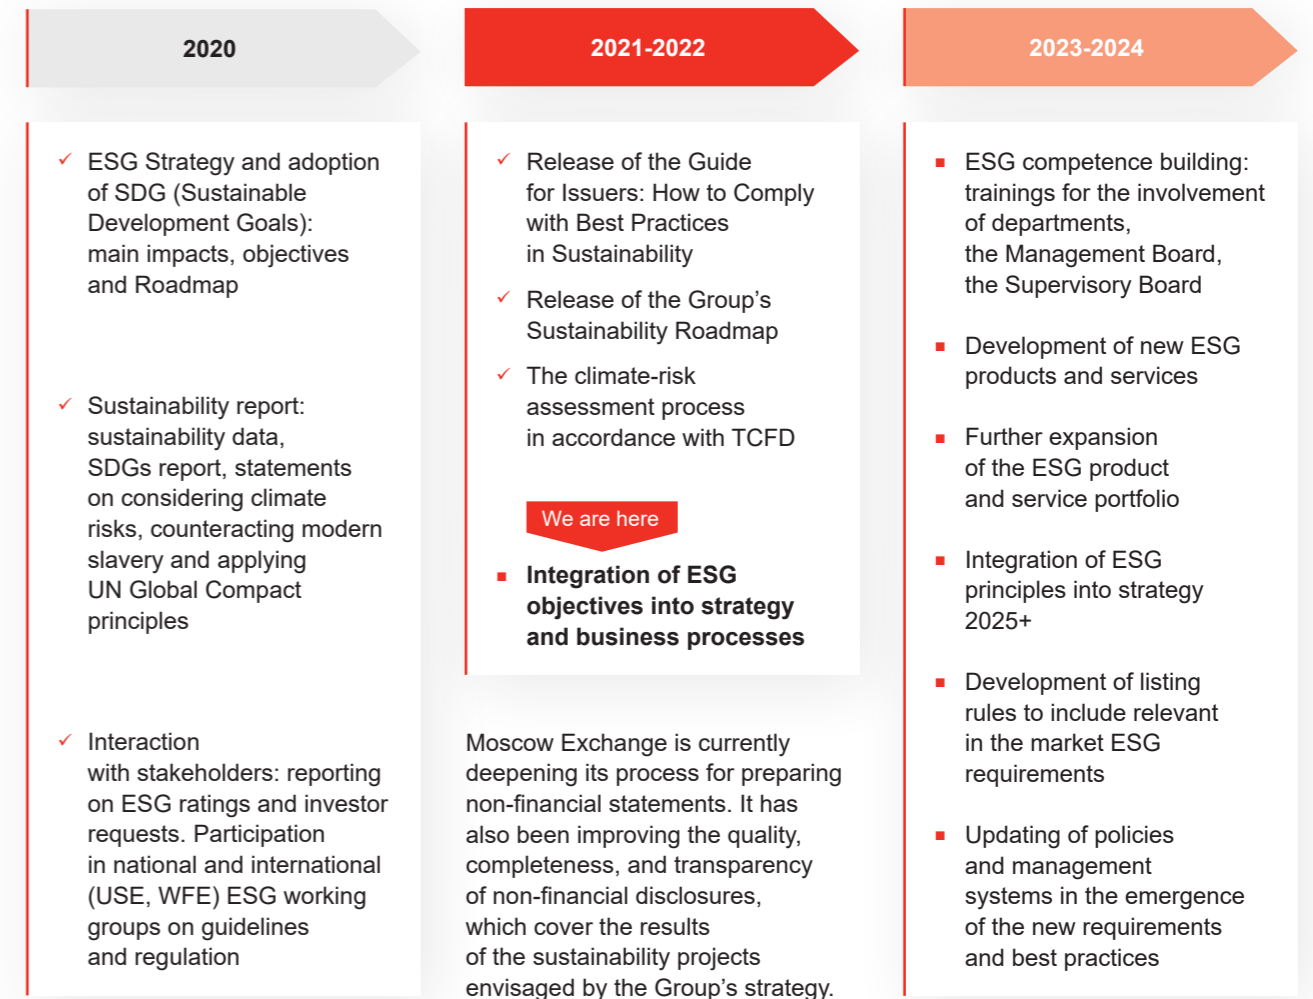 2020
ESG Strategy and adoption
of SDG (Sustainable
Development Goals):
main impacts, objectives
and Roadmap
Sustainability report:
sustainability data,
SDGs report, statements
on considering climate
risks, counteracting modern
slavery and applying
UN Global Compact
principles
Interaction
with stakeholders: reporting
on ESG ratings and investor
requests. Participation
in national and international
(USE, WFE) ESG working
groups on guidelines
and regulation
2021-2022
Release of the Guide
for Issuers: How to Comply
with Best Practices
in Sustainability
Release of the Group’s
Sustainability Roadmap
The climate-risk
assessment process
in accordance with TCFD
We are here
Integration of ESG
objectives into strategy
and business processes
Moscow Exchange is currently
deepening its process for preparing
non-financial statements. It has
also been improving the quality,
completeness, and transparency
of non-financial disclosures,
which cover the results
of the sustainability projects
envisaged by the Group’s strategy.
2023-2024
ESG competence building:
trainings for the involvement
of departments,
the Management Board,
the Supervisory Board
Development of new ESG
products and services
Further expansion
of the ESG product
and service portfolio
Integration of ESG
principles into strategy
2025+
Development of listing
rules to include relevant
in the market ESG
requirements
Updating of policies
and management
systems in the emergence
of the new requirements
and best practices